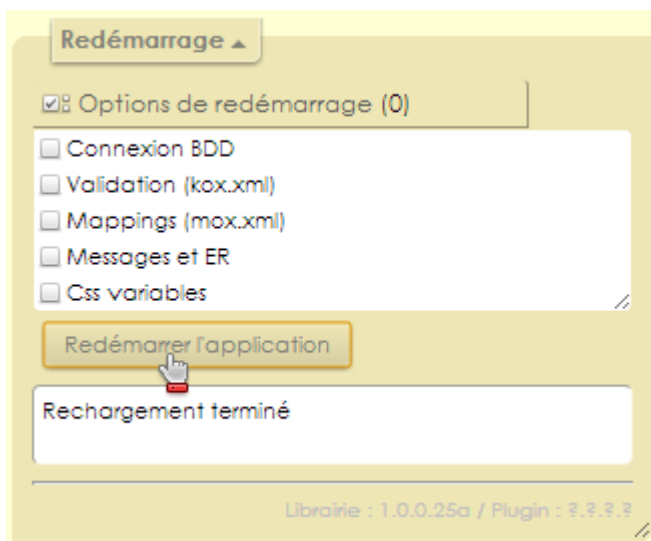 Redémarrage
Options de redémarrage (0)
Connexion BDD
Validation (kox.xml)
Mappings (mox.xml)
Messages et ER
Css variables
Redémarrer l'application
Rechargement terminé
Librairie : 1.0.0.25a / Plugin : ?.?.?.?